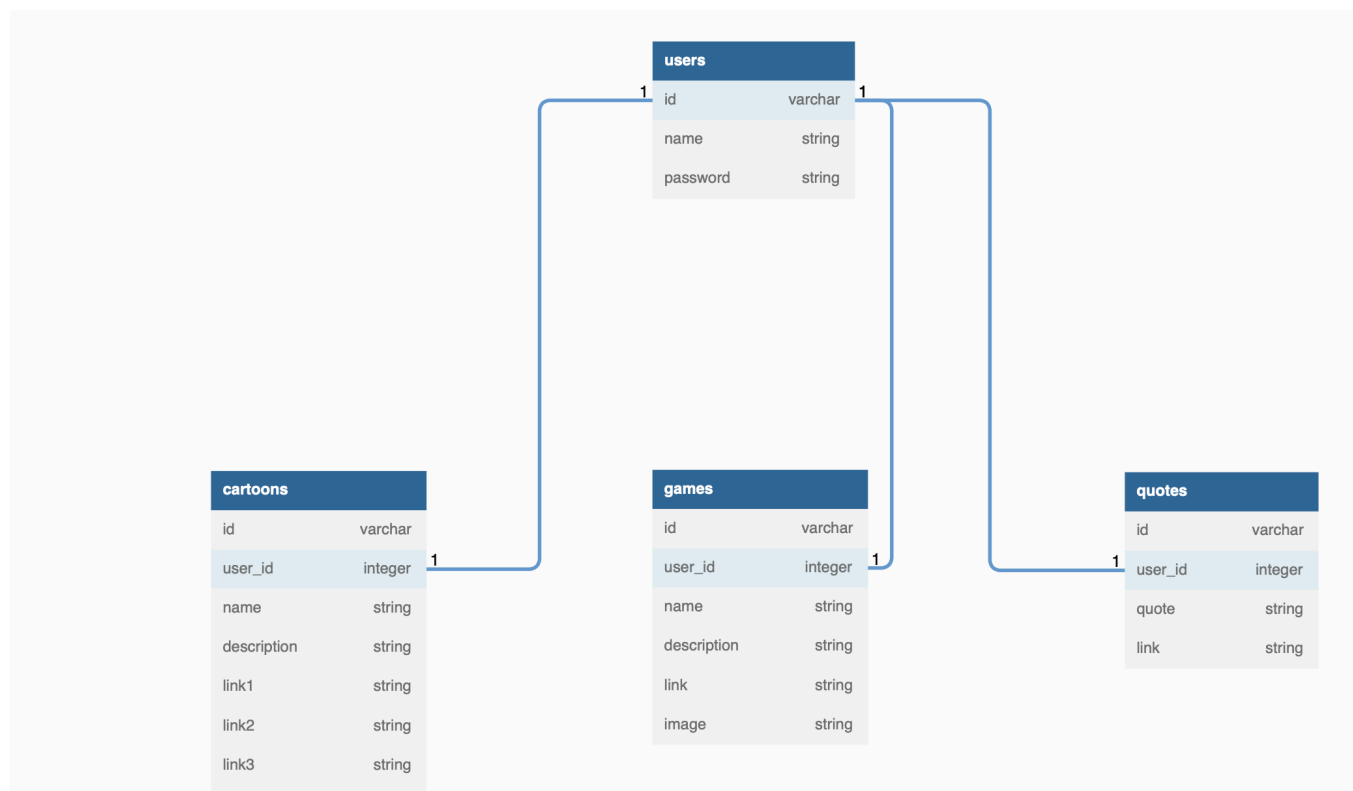 users
1 id varchar 1
name string
password string
cartoons
id varchar
user_id integer 1
name string
description string
link1 string
link2 string
link3 string
games
id varchar
user_id integer 1
name string
description string
link string
image string
quotes
id varchar
1 user_id integer
quote string
link string